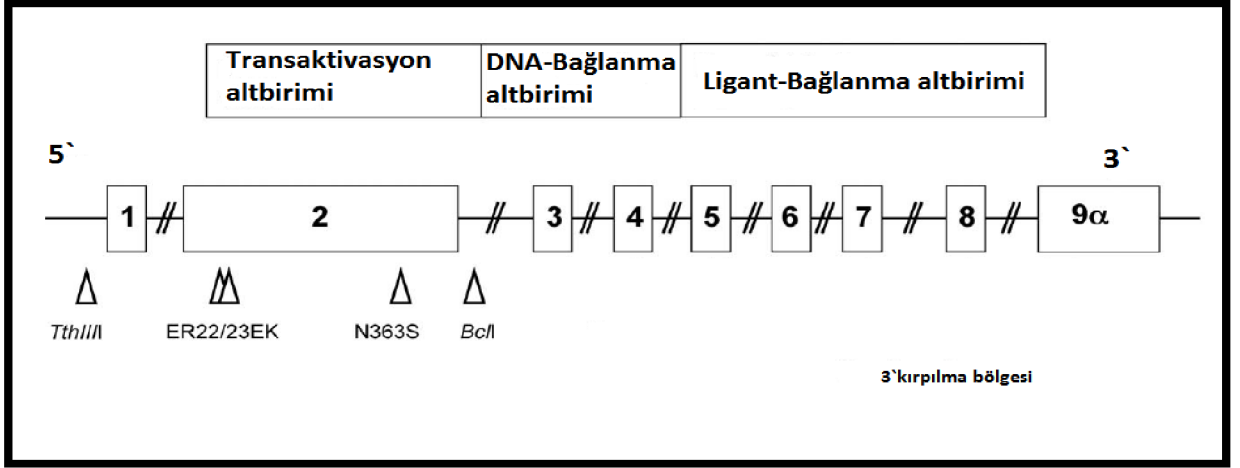 Transaktivasyon
altbirimi
DNA-Bağlanma
altbirimi
Ligant-Bağlanma altbirimi
5`
3`
1 2 3 4 5 6 7 8 9α
TthIIIl ER22/23EK N363S BclI
3`kırpılma bölgesi